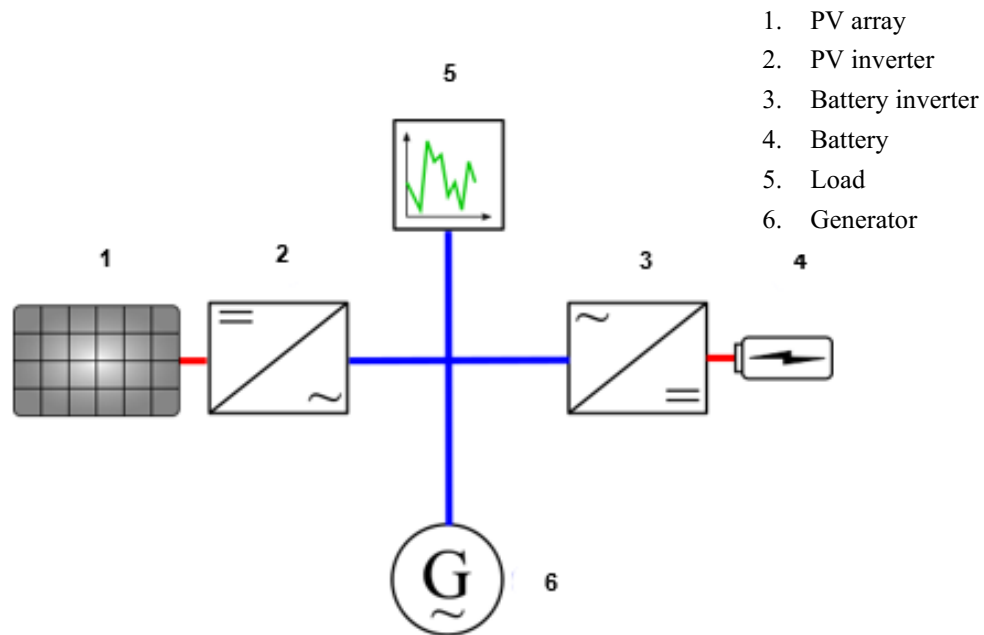 1. PV array
2. PV inverter
3. Battery inverter
4. Battery
5. Load
6. Generator
5
1
2
3
4
G
6